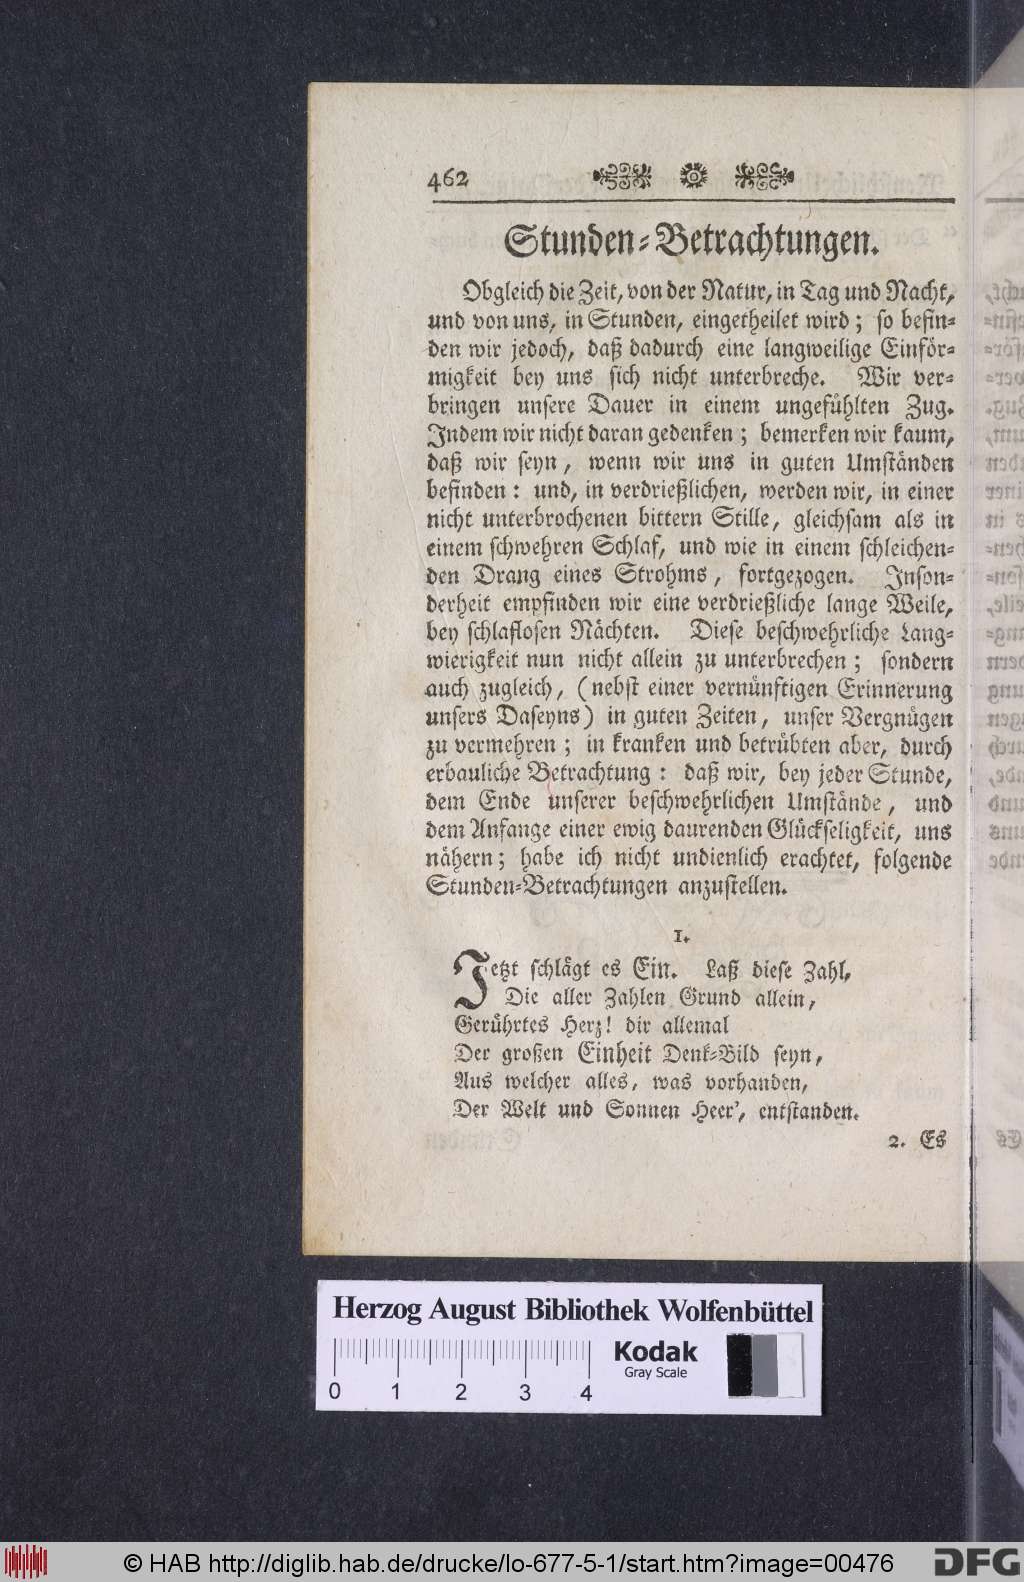 462
Stunden-Betrachtungen.
Obgleich die Zeit, von der Natur, in Tag und Nacht,
und von uns, in Stunden, eingetheilet wird; so befin-
den wir jedoch, daß dadurch eine langweilige Einför-
migkeit bey uns sich nicht unterbreche. Wir ver-
bringen unsere Dauer in einem ungefühlten Zug.
Indem wir nicht daran gedenken; bemerken wir kaum,
daß wir seyn, wenn wir uns in guten Umständen
befinden: und, in verdrießlichen, werden wir, in einer
nicht unterbrochenen bittern Stille, gleichsam als in
einem schwehren Schlaf, und wie in einem schleichen-
den Drang eines Strohms, fortgezogen. Inson-
derheit empfinden wir eine verdrießliche lange Weile,
bey schlaflosen Nächten. Diese beschwehrliche Lang-
wierigkeit nun nicht allein zu unterbrechen; sondern
auch zugleich, (nebst einer vernünftigen Erinnerung
unsers Daseyns) in guten Zeiten, unser Vergnügen
zu vermehren; in kranken und betrübten aber, durch
erbauliche Betrachtung: daß wir, bey jeder Stunde,
dem Ende unserer beschwehrlichen Umstände, und
dem Anfange einer ewig daurenden Glückseligkeit, uns
nähern; habe ich nicht undienlich erachtet, folgende
Stunden-Betrachtungen anzustellen.
1.
Jetzt schlägt es Ein. Laß diese Zahl,
Die aller Zahlen Grund allein,
Gerührtes Herz! dir allemal
Der großen Einheit Denk-Bild seyn,
Aus welcher alles, was vorhanden,
Der Welt und Sonnen Heer', entstanden.
2. Es
Herzog August Bibliothek Wolfenbüttel
0 1 2 3 4
Kodak
Gray Scale
© HAB http://diglib.hab.de/drucke/lo-677-5-1/start.htm?image=00476
DFG